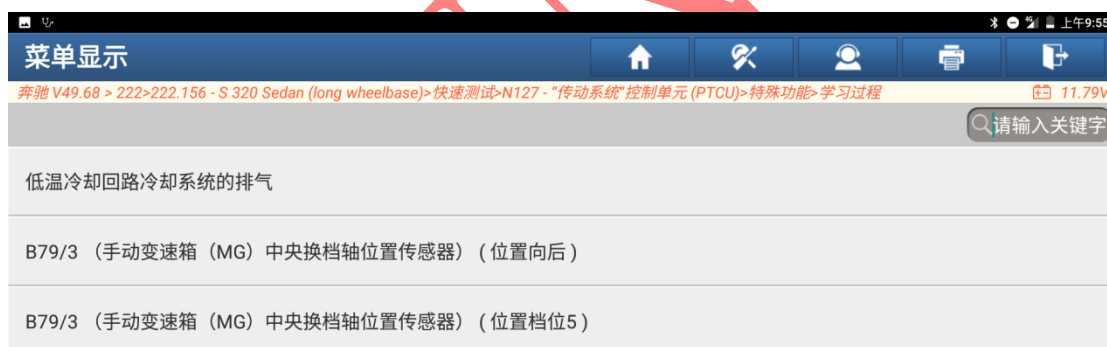 上午9:55
菜单显示
奔驰 V49.68 > 222>222.156 - S 320 Sedan (long wheelbase)>快速测试>N127 - “传动系统”控制单元 (PTCU)>特殊功能>学习过程 11.79V
请输入关键字
低温冷却回路冷却系统的排气
B79/3 （手动变速箱（MG）中央换档轴位置传感器） ( 位置向后 )
B79/3 （手动变速箱（MG）中央换档轴位置传感器） ( 位置档位5 )